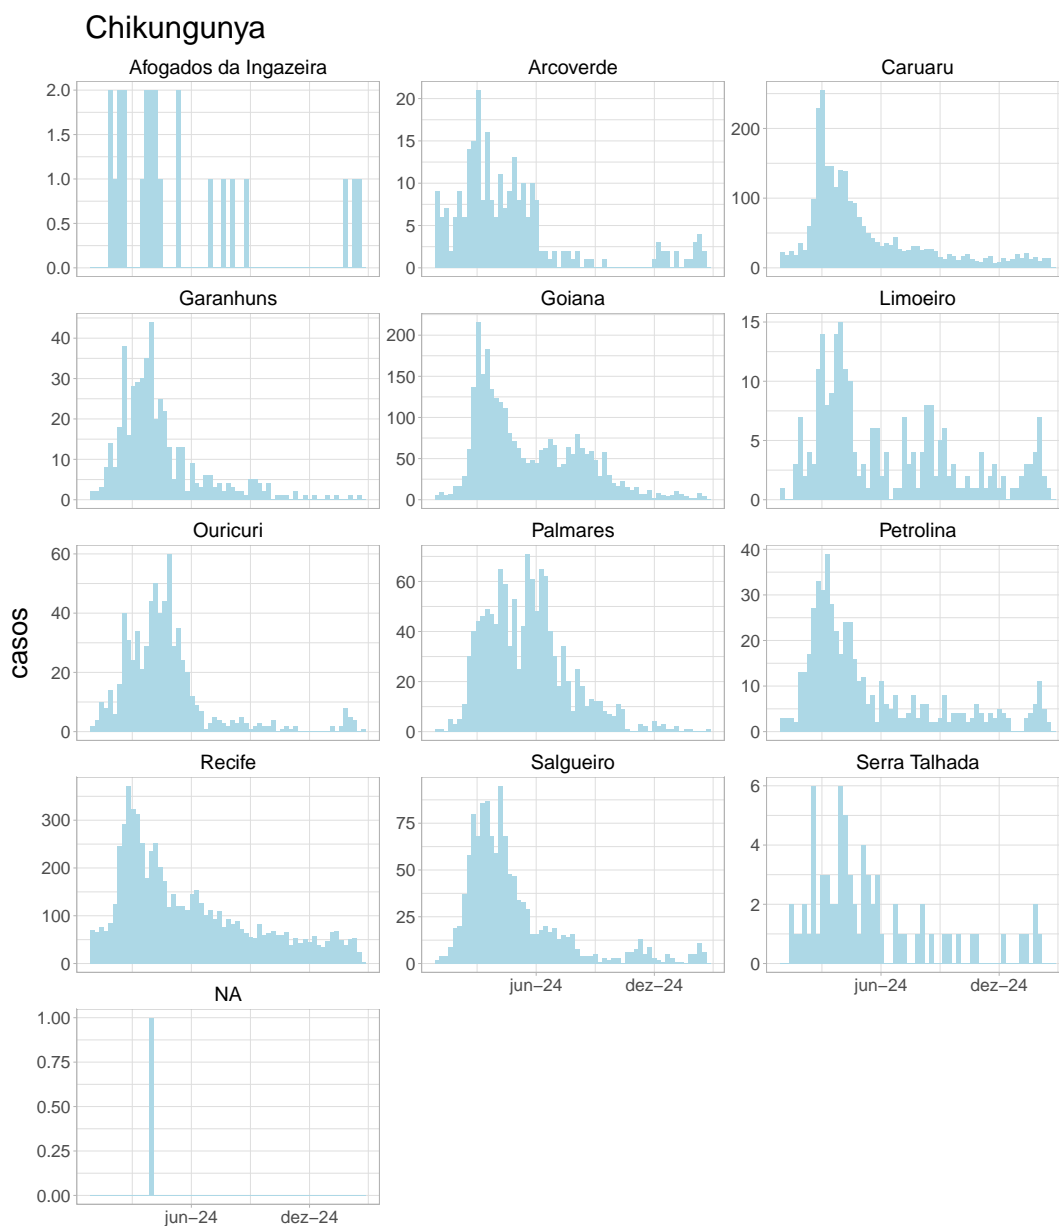 Chikungunya
Afogados da Ingazeira
Arcoverde
Caruaru
2.0
1.5
1.0
0.5
0.0
20
15
10
5
0
200
100
0
Garanhuns
Goiana
Limoeiro
40
30
20
10
0
200
150
100
50
0
15
10
5
0
Ouricuri
Palmares
Petrolina
60
40
20
0
60
40
20
0
40
30
20
10
0
casos
Recife
Salgueiro
Serra Talhada
300
200
100
0
75
50
25
0
6
4
2
0
jun−24
dez−24
jun−24
dez−24
NA
1.00
0.75
0.50
0.25
0.00
jun−24
dez−24